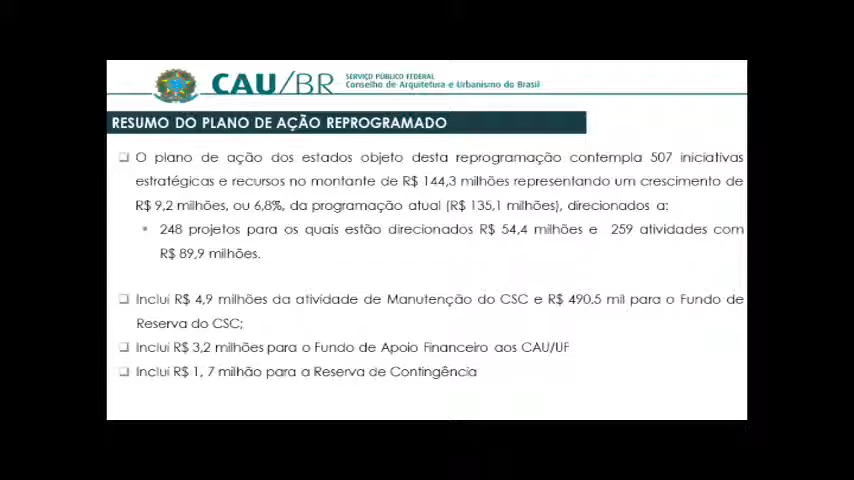 CAU/BR
SERVIÇO PÚBLICO FEDERAL
Conselho de Arquitetura e Urbanismo do Brasil
RESUMO DO PLANO DE AÇÃO REPROGRAMADO
❑ O plano de ação dos estados objeto desta reprogramação contempla 507 iniciativas
estratégicas e recursos no montante de R$ 144,3 milhões representando um crescimento de
R$ 9,2 milhões, ou 6,8%, da programação atual (R$ 135,1 milhões), direcionados a:
▪ 248 projetos para os quais estão direcionados R$ 54,4 milhões e 259 atividades com
R$ 89,9 milhões.
❑ Inclui R$ 4,9 milhões da atividade de Manutenção do CSC e R$ 490,5 mil para o Fundo de
Reserva do CSC;
❑ Inclui R$ 3,2 milhões para o Fundo de Apoio Financeiro aos CAU/UF
❑ Inclui R$ 1, 7 milhão para a Reserva de Contingência